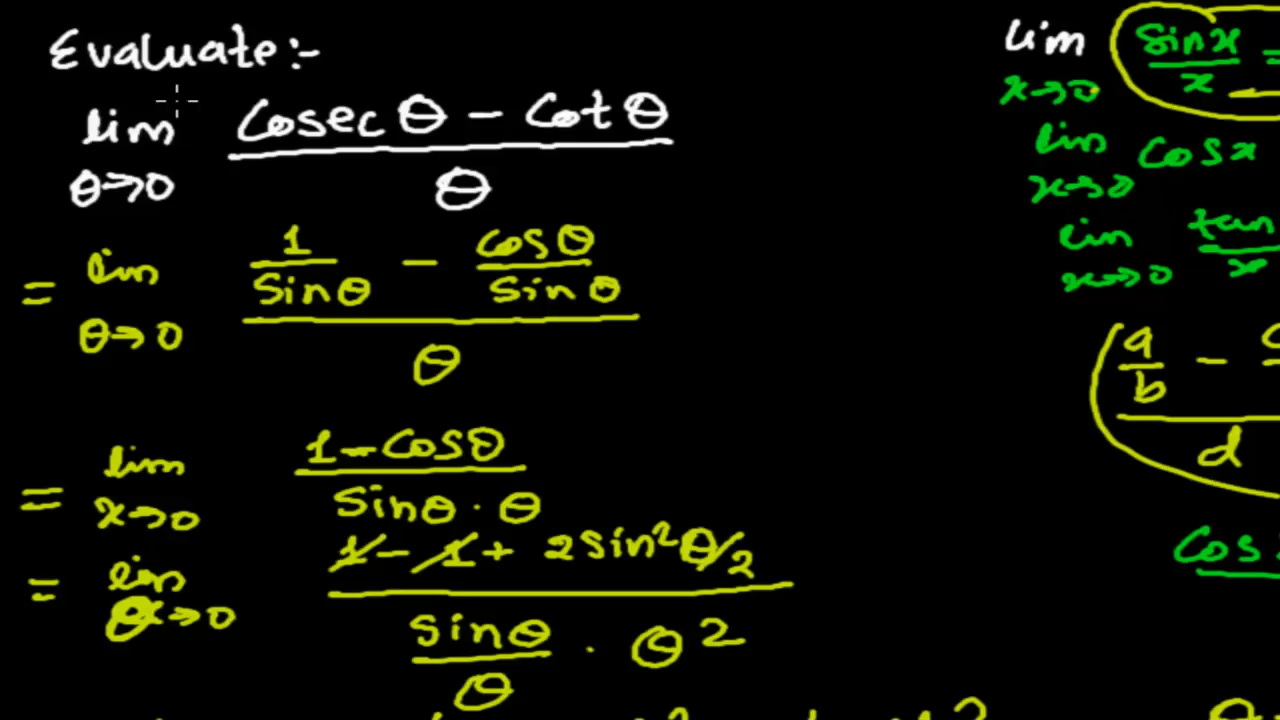 Evaluate:-
lim θ→0 (Cosec θ - Cot θ)/θ
= lim θ→0 (1/Sinθ - Cosθ/Sinθ)/θ
= lim x→0 (1-Cosθ)/(Sinθ·θ)
= lim θ→0 (1-1+2Sin²θ/2)/((Sinθ/θ)·θ²)
lim x→0 Sinx/x =
lim x→0 Cosx
lim x→0 tan/x
(a/b -)/d
Cos